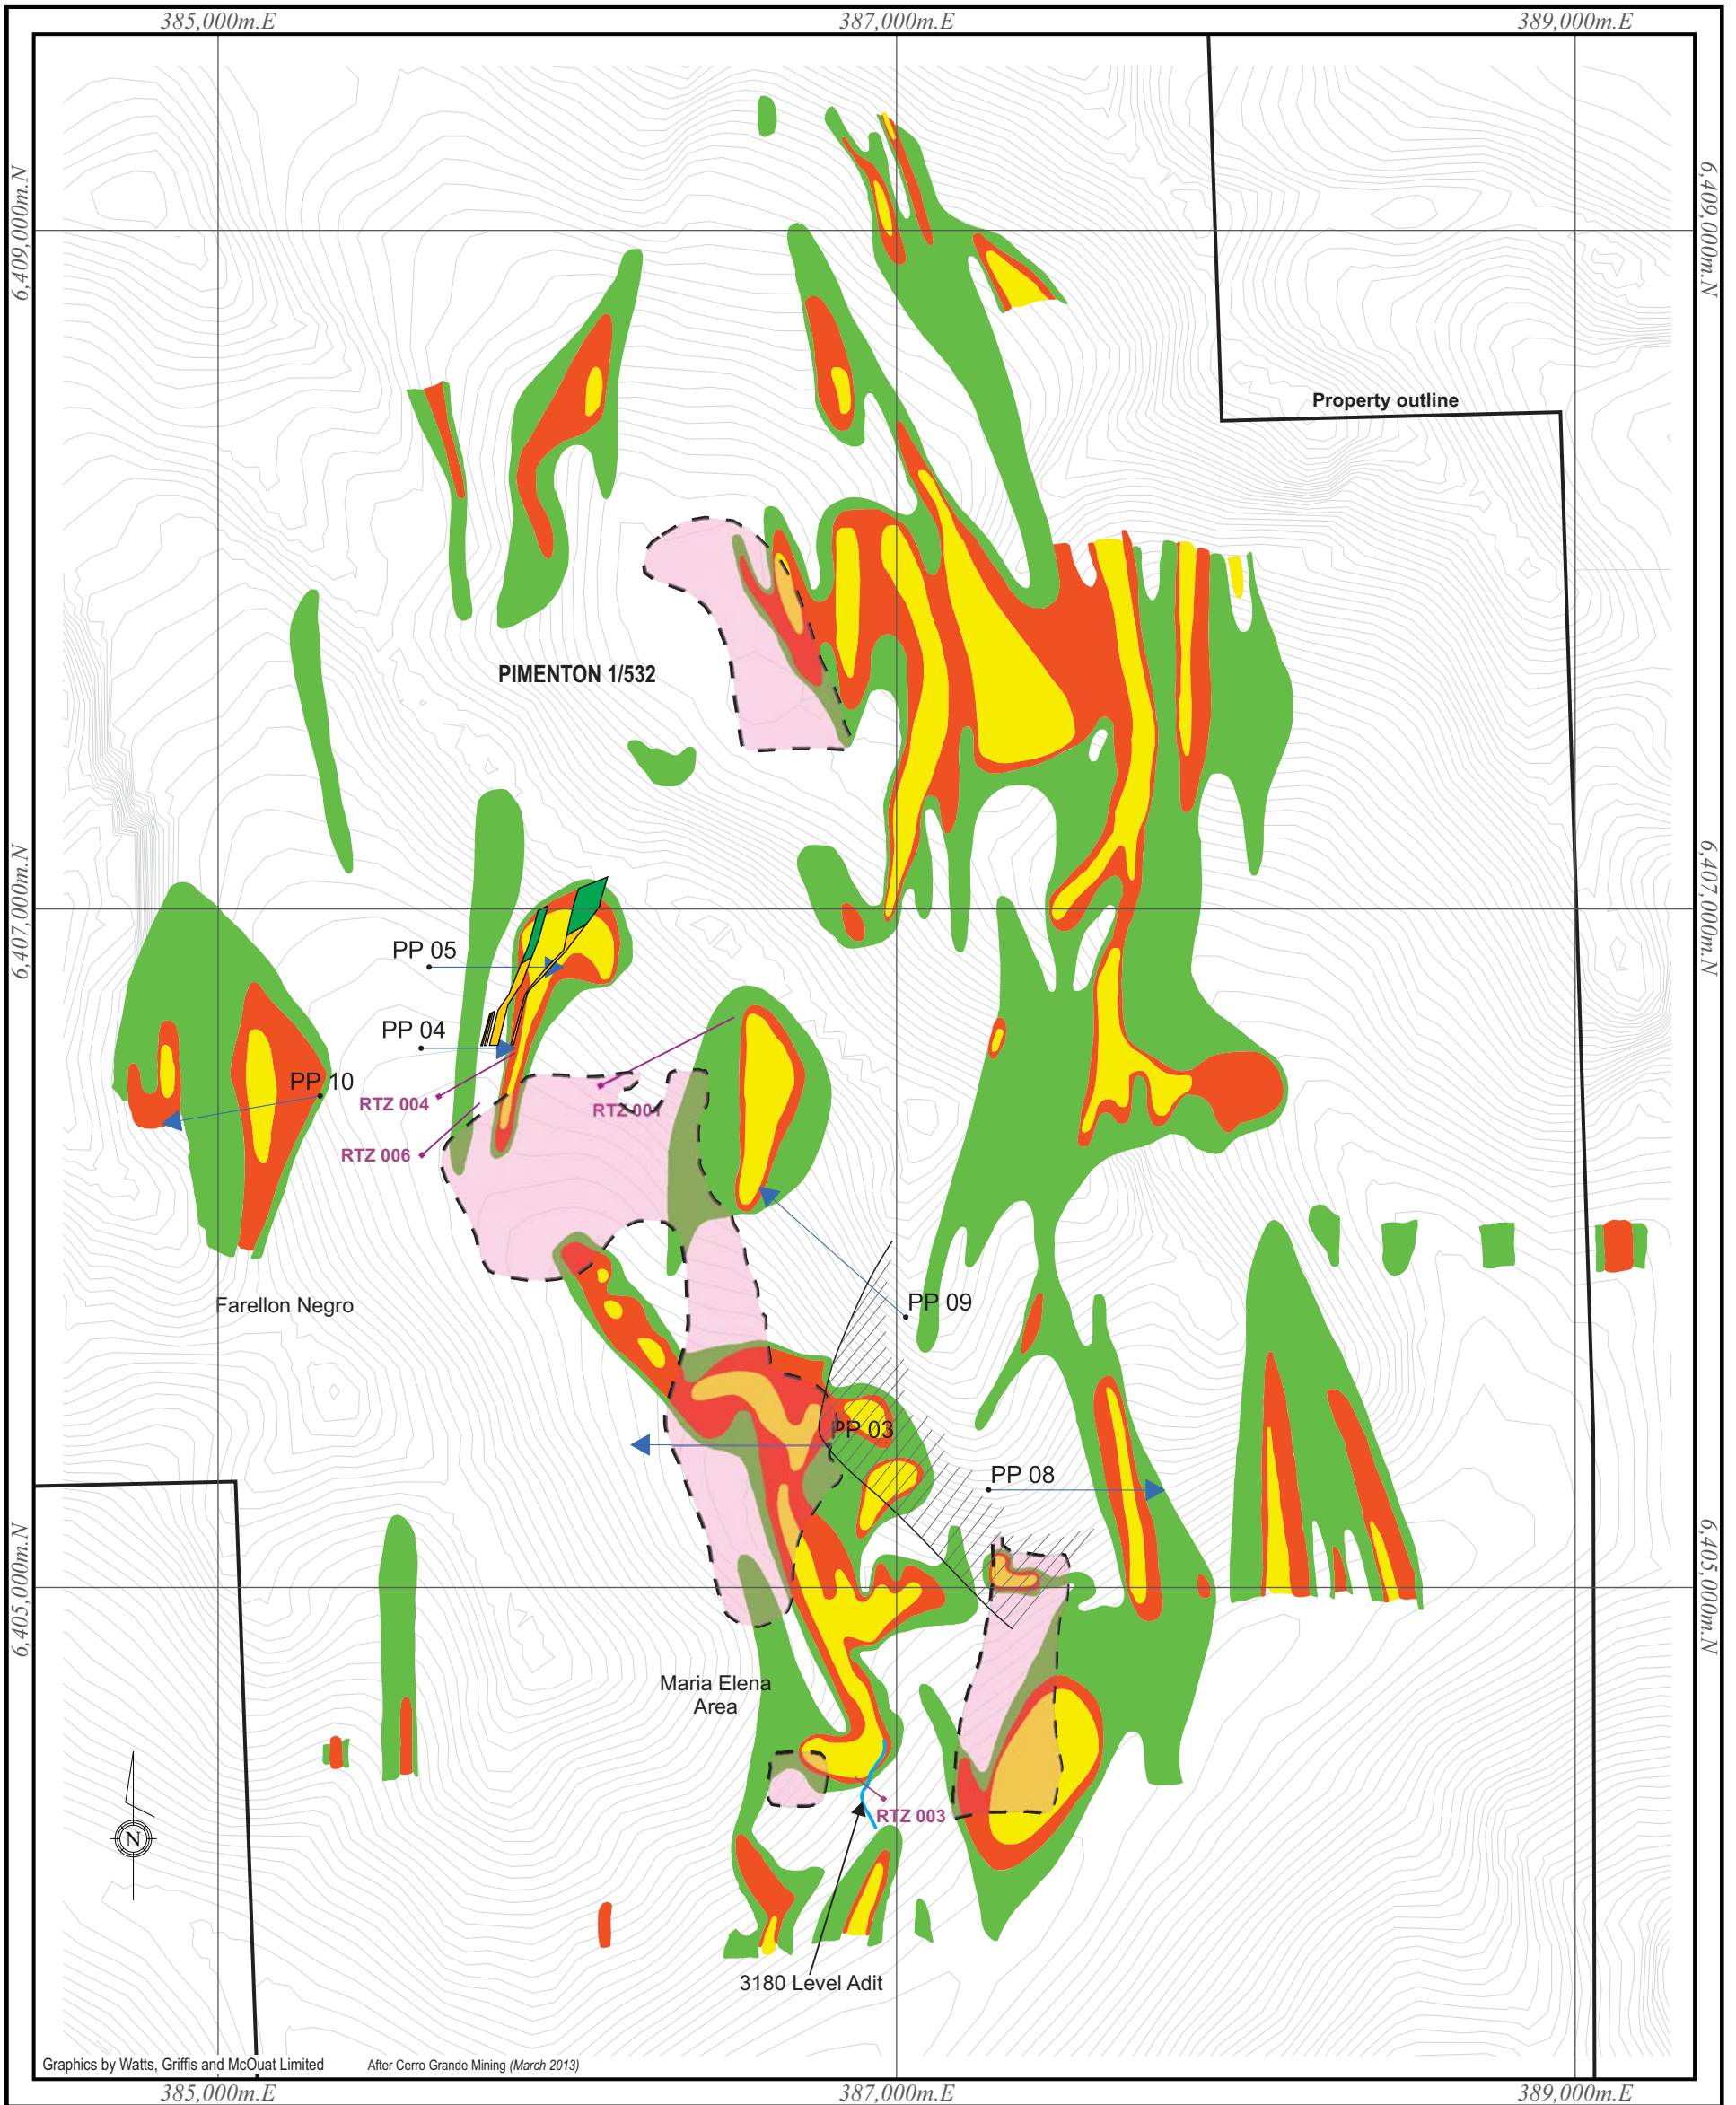 385,000m.E
387,000m.E
389,000m.E
6,409,000m.N
6,409,000m.N
Property outline
PIMENTON 1/532
6,407,000m.N
6,407,000m.N
PP 05
PP 04
PP 10
RTZ 004
RTZ 001
RTZ 006
Farellon Negro
PP 09
PP 03
PP 08
6,405,000m.N
6,405,000m.N
Maria Elena
Area
RTZ 003
N
3180 Level Adit
Graphics by Watts, Griffis and McOuat Limited
After Cerro Grande Mining (March 2013)
385,000m.E
387,000m.E
389,000m.E